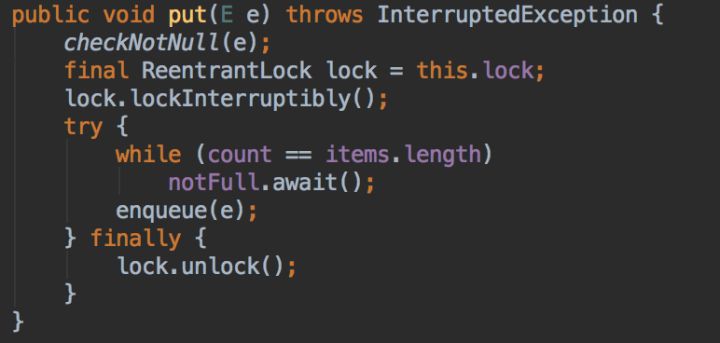 public void put(E e) throws InterruptedException {
    checkNotNull(e);
    final ReentrantLock lock = this.lock;
    lock.lockInterruptibly();
    try {
        while (count == items.length)
            notFull.await();
        enqueue(e);
    } finally {
        lock.unlock();
    }
}